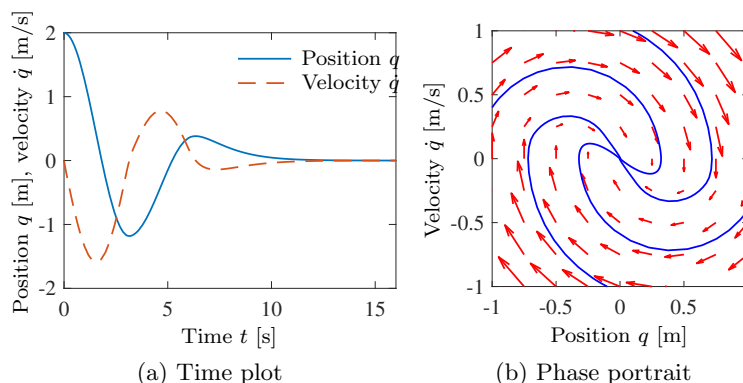 2
1
0
-1
-2
0
5
10
15
Position q [m], velocity q̇ [m/s]
Time t [s]
Position q
Velocity q̇
(a) Time plot
1
0.5
0
-0.5
-1
-1
-0.5
0
0.5
Velocity q̇ [m/s]
Position q [m]
(b) Phase portrait